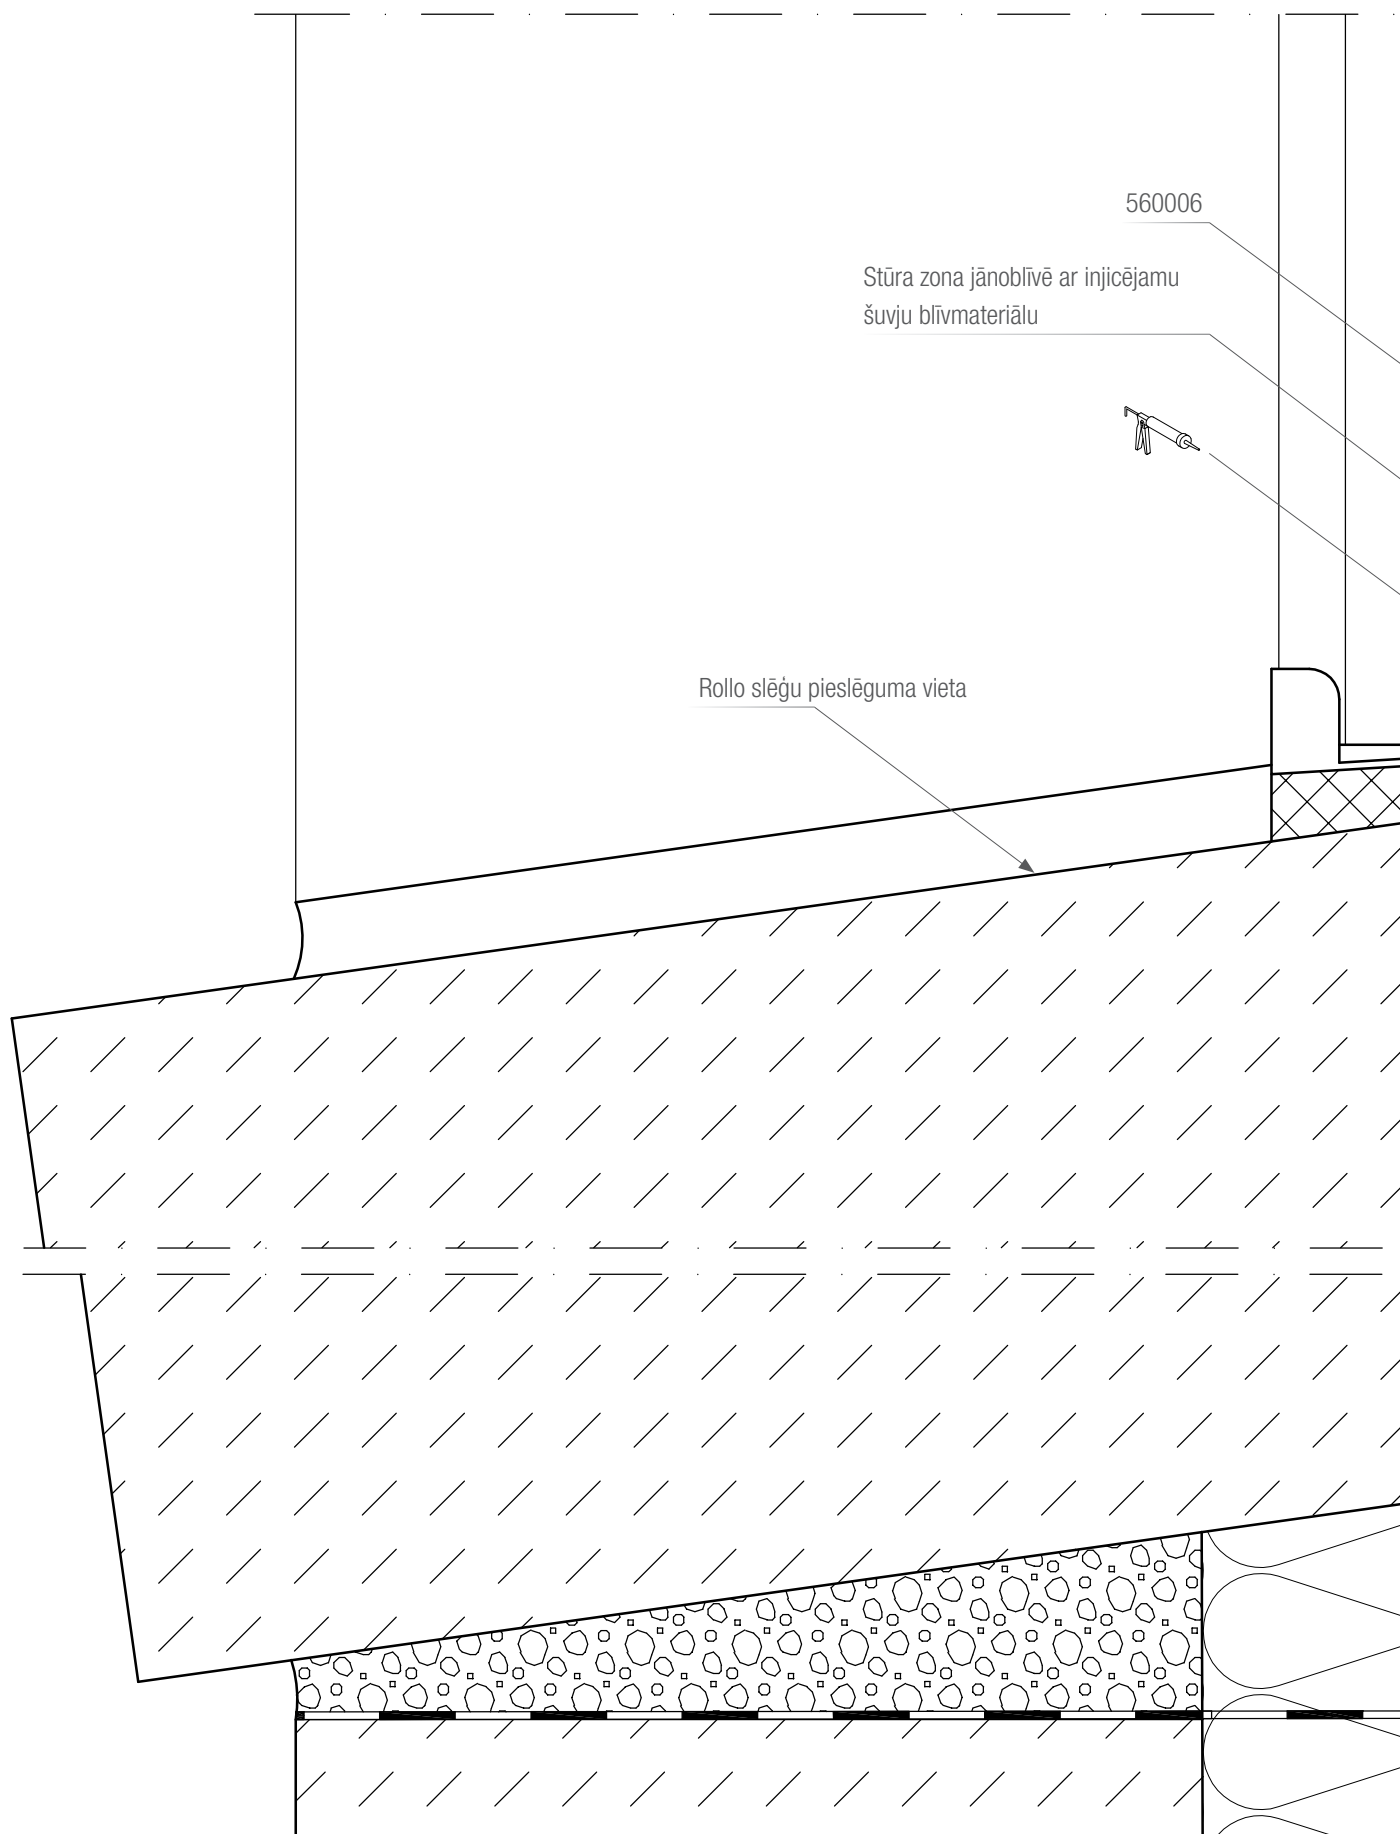 560006
Stūra zona jānoblīvē ar injicējamu
šuvju blīvmateriālu
Rollo slēģu pieslēguma vieta